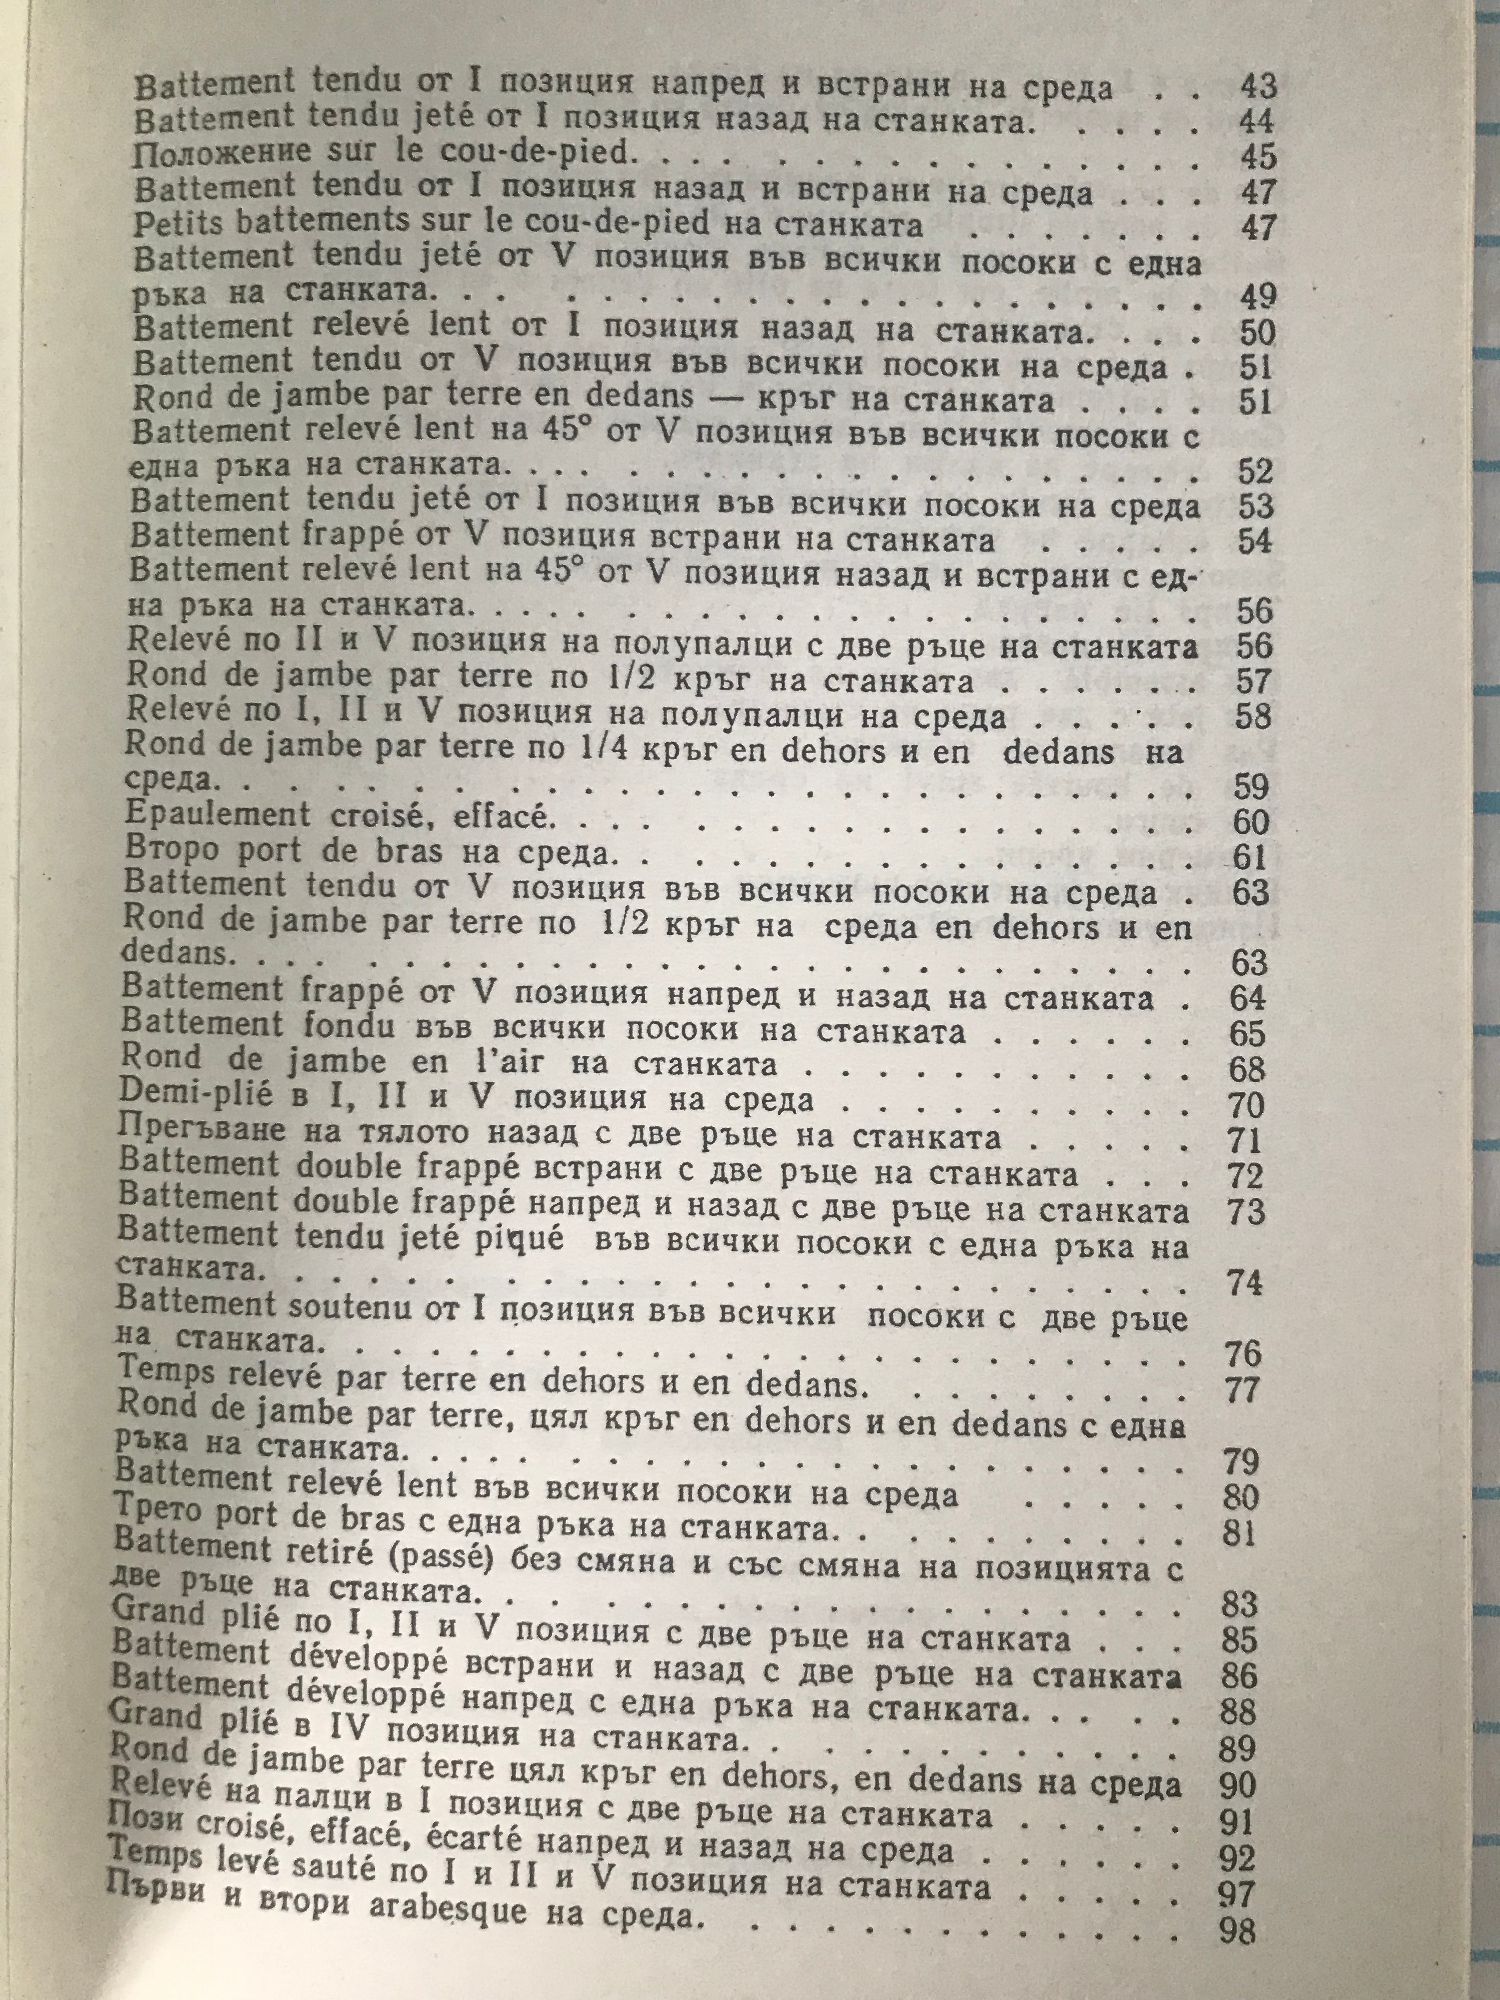 Battement tendu от I позиция напред и встрани на среда . . 43
Battement tendu jeté от I позиция назад на станката. . . . . 44
Положение sur le cou-de-pied. . . . . . . . . . . . . . . . 45
Battement tendu от I позиция назад и встрани на среда . . . 47
Petits battements sur le cou-de-pied на станката . . . . . . . 47
Battement tendu jeté от V позиция във всички посоки с една
ръка на станката. . . . . . . . . . . . . . . . . . . . . 49
Battement relevé lent от I позиция назад на станката. . . . 50
Battement tendu от V позиция във всички посоки на среда . 51
Rond de jambe par terre en dedans — кръг на станката . . . . 51
Battement relevé lent на 45° от V позиция във всички посоки с
една ръка на станката. . . . . . . . . . . . . . . . . . . 52
Battement tendu jeté от I позиция във всички посоки на среда 53
Battement frappé от V позиция встрани на станката . . . . . 54
Battement relevé lent на 45° от V позиция назад и встрани с ед-
на ръка на станката. . . . . . . . . . . . . . . . . . . . . 56
Relevé по II и V позиция на полупалци с две ръце на станката 56
Rond de jambe par terre по 1/2 кръг на станката . . . . . . 57
Relevé по I, II и V позиция на полупалци на среда . . . . . 58
Rond de jambe par terre по 1/4 кръг en dehors и en dedans на
среда. . . . . . . . . . . . . . . . . . . . . . . . . . 59
Epaulement croisé, effacé. . . . . . . . . . . . . . . . . . 60
Второ port de bras на среда. . . . . . . . . . . . . . . . 61
Battement tendu от V позиция във всички посоки на среда . 63
Rond de jambe par terre по 1/2 кръг на среда en dehors и en
dedans. . . . . . . . . . . . . . . . . . . . . . . . . . . 63
Battement frappé от V позиция напред и назад на станката . 64
Battement fondu във всички посоки на станката . . . . . . 65
Rond de jambe en l'air на станката . . . . . . . . . . . 68
Demi-plié в I, II и V позиция на среда . . . . . . . . . . 70
Прегъване на тялото назад с две ръце на станката . . . . . 71
Battement double frappé встрани с две ръце на станката . . . 72
Battement double frappé напред и назад с две ръце на станката 73
Battement tendu jeté piqué във всички посоки с една ръка на
станката. . . . . . . . . . . . . . . . . . . . . . . . . 74
Battement soutenu от I позиция във всички посоки с две ръце
на станката. . . . . . . . . . . . . . . . . . . . . . . . 76
Temps relevé par terre en dehors и en dedans. . . . . . . . . 77
Rond de jambe par terre, цял кръг en dehors и en dedans с една
ръка на станката. . . . . . . . . . . . . . . . . . . . . . 79
Battement relevé lent във всички посоки на среда . . . . . 80
Трето port de bras с една ръка на станката. . . . . . . . . . 81
Battement retiré (passé) без смяна и със смяна на позицията с
две ръце на станката. . . . . . . . . . . . . . . . . . . . 83
Grand plié по I, II и V позиция с две ръце на станката . . . 85
Battement développé встрани и назад с две ръце на станката 86
Battement développé напред с една ръка на станката. . . . . 88
Grand plié в IV позиция на станката. . . . . . . . . . . . . 89
Rond de jambe par terre цял кръг en dehors, en dedans на среда 90
Relevé на палци в I позиция с две ръце на станката . . . . . 91
Пози croisé, effacé, écarté напред и назад на среда . . . . . . 92
Temps levé sauté по I и II и V позиция на станката . . . . . 97
Първи и втори arabesque на среда. . . . . . . . . . . . . 98